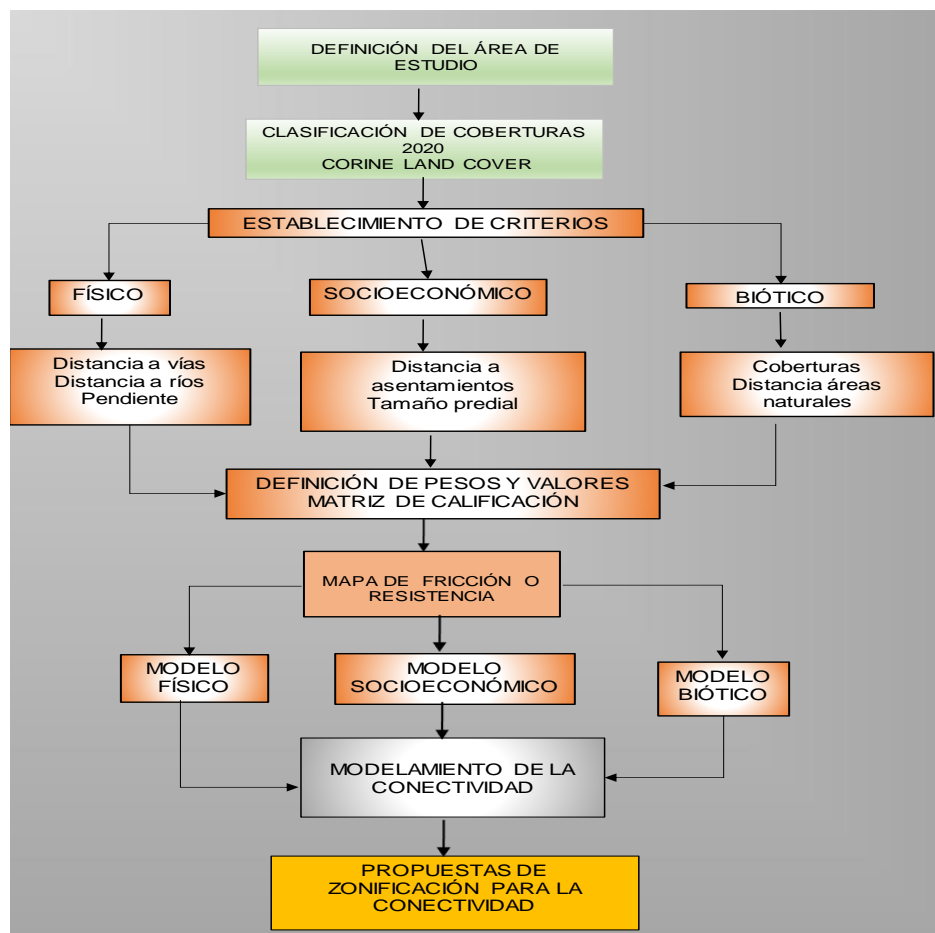 DEFINICIÓN DEL ÁREA DE
ESTUDIO
CLASIFICACIÓN DE COBERTURAS
2020
CORINE LAND COVER
ESTABLECIMIENTO DE CRITERIOS
FÍSICO
SOCIOECONÓMICO
BIÓTICO
Distancia a vías
Distancia a ríos
Pendiente
Distancia a
asentamientos
Tamaño predial
Coberturas
Distancia áreas
naturales
DEFINICIÓN DE PESOS Y VALORES
MATRIZ DE CALIFICACIÓN
MAPA DE FRICCIÓN O
RESISTENCIA
MODELO
FÍSICO
MODELO
SOCIOECONÓMICO
MODELO
BIÓTICO
MODELAMIENTO DE LA
CONECTIVIDAD
PROPUESTAS DE
ZONIFICACIÓN PARA LA
CONECTIVIDAD